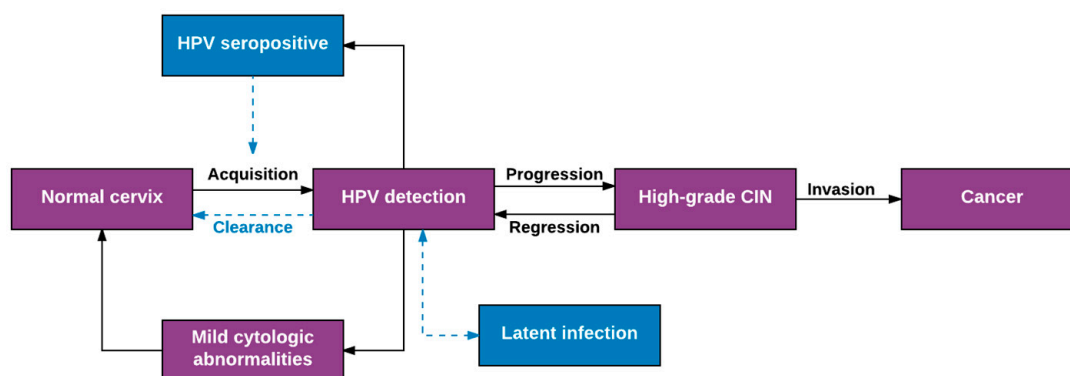 HPV seropositive
Acquisition
Progression
Normal cervix
HPV detection
High-grade CIN
Invasion
Cancer
Clearance
Regression
Mild cytologic
abnormalities
Latent infection